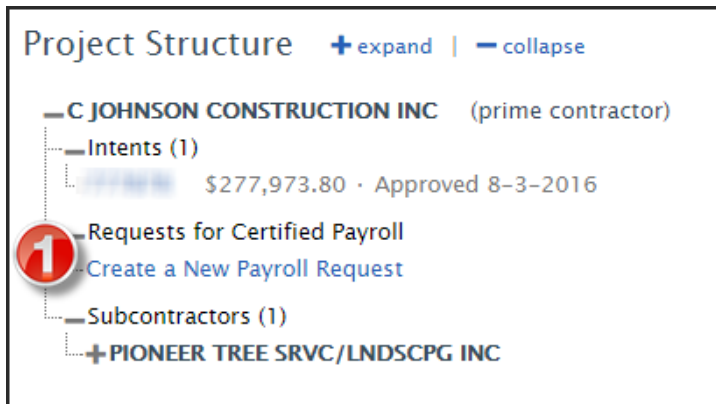 Project Structure + expand | − collapse
C JOHNSON CONSTRUCTION INC (prime contractor)
Intents (1)
$277,973.80 · Approved 8-3-2016
1
Requests for Certified Payroll
Create a New Payroll Request
Subcontractors (1)
PIONEER TREE SRVC/LNDSCPG INC